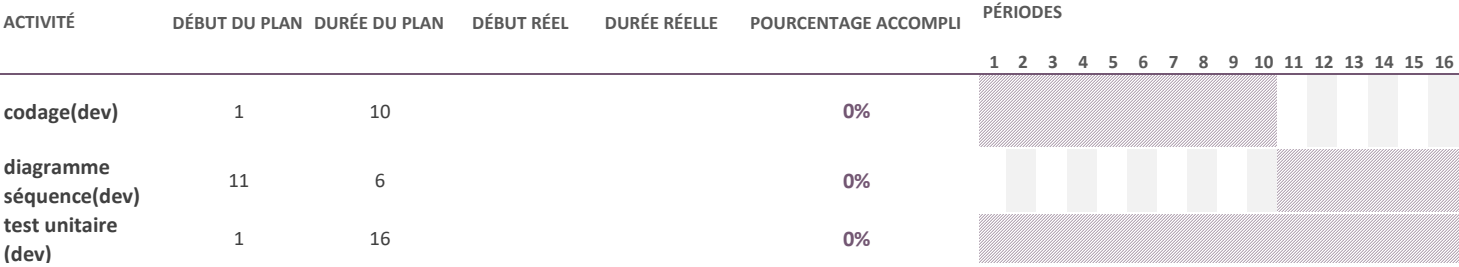 ACTIVITÉ DÉBUT DU PLAN DURÉE DU PLAN DÉBUT RÉEL DURÉE RÉELLE POURCENTAGE ACCOMPLI PÉRIODES
1 2 3 4 5 6 7 8 9 10 11 12 13 14 15 16
codage(dev) 1 10 0%
diagramme
séquence(dev) 11 6 0%
test unitaire
(dev) 1 16 0%